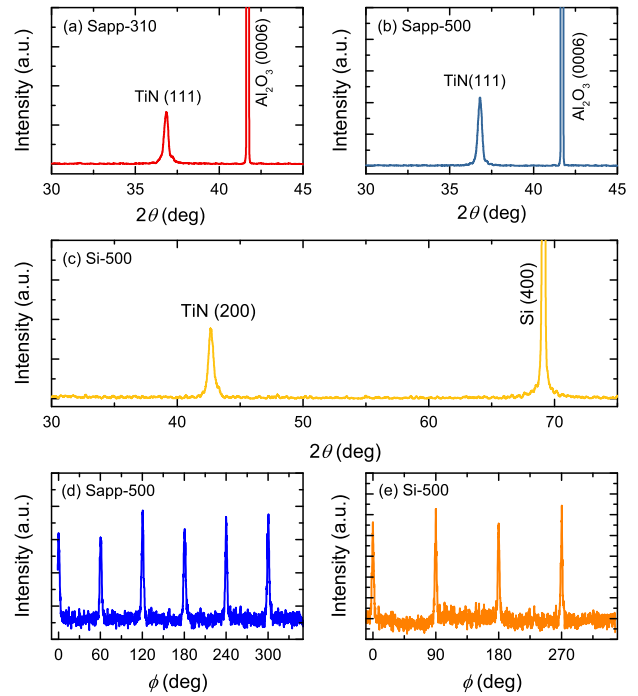 (a) Sapp-310
TiN (111)
Al₂O₃ (0006)
Intensity (a.u.)
30 35 40 45
2θ (deg)
(b) Sapp-500
TiN(111)
Al₂O₃ (0006)
Intensity (a.u.)
30 35 40 45
2θ (deg)
(c) Si-500
TiN (200)
Si (400)
Intensity (a.u.)
30 40 50 60 70
2θ (deg)
(d) Sapp-500
Intensity (a.u.)
0 60 120 180 240 300
ϕ (deg)
(e) Si-500
Intensity (a.u.)
0 90 180 270
ϕ (deg)